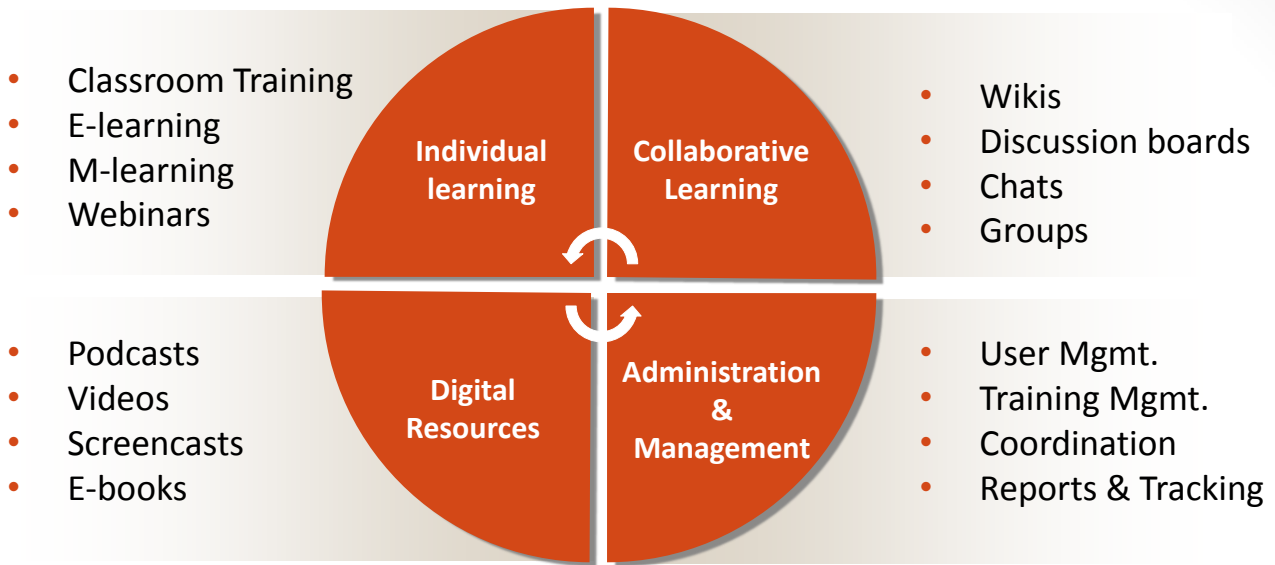 • Classroom Training
• E-learning
• M-learning
• Webinars
Individual
learning
Collaborative
Learning
• Wikis
• Discussion boards
• Chats
• Groups
• Podcasts
• Videos
• Screencasts
• E-books
Digital
Resources
Administration
&
Management
• User Mgmt.
• Training Mgmt.
• Coordination
• Reports & Tracking